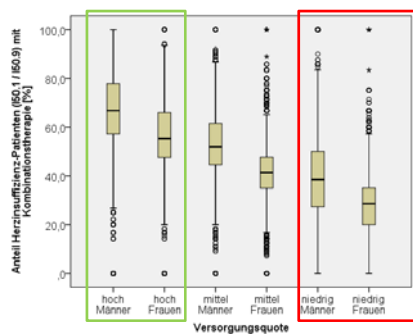 Anteil Herzinsuffizienz-Patienten (I50.1 / I50.9) mit
Kombinationstherapie [%]
100,0
80,0
60,0
40,0
20,0
,0
hoch hoch mittel mittel niedrig niedrig
Männer Frauen Männer Frauen Männer Frauen
Versorgungsquote